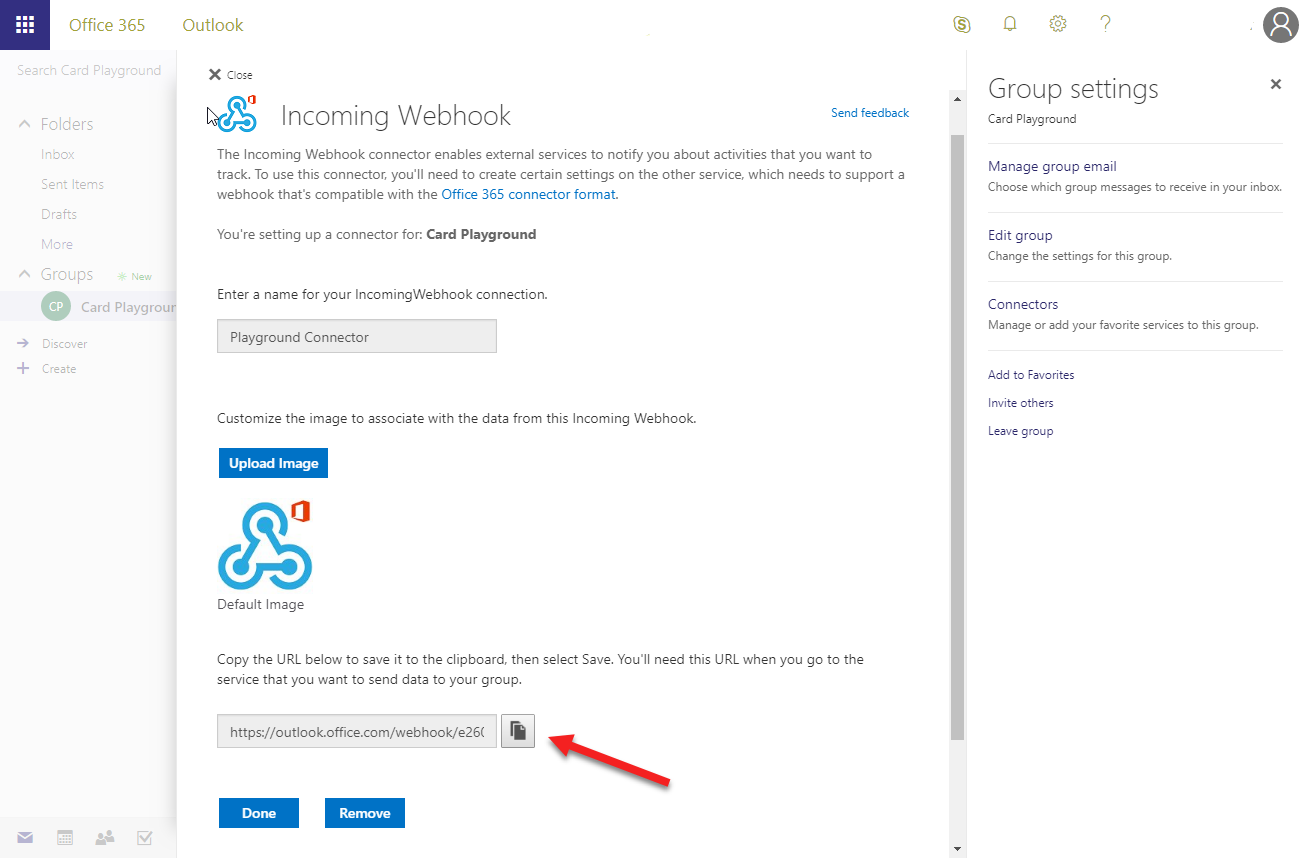 Office 365
Outlook
?
Search Card Playground
Folders
Inbox
Sent Items
Drafts
More
Groups
New
CP
Card Playgroun
Discover
Create
Close
Incoming Webhook
Send feedback
The Incoming Webhook connector enables external services to notify you about activities that you want to
track. To use this connector, you'll need to create certain settings on the other service, which needs to support a
webhook that's compatible with the Office 365 connector format.
You're setting up a connector for: Card Playground
Enter a name for your IncomingWebhook connection.
Playground Connector
Customize the image to associate with the data from this Incoming Webhook.
Upload Image
Default Image
Copy the URL below to save it to the clipboard, then select Save. You'll need this URL when you go to the
service that you want to send data to your group.
https://outlook.office.com/webhook/e260
Done
Remove
Group settings
Card Playground
Manage group email
Choose which group messages to receive in your inbox.
Edit group
Change the settings for this group.
Connectors
Manage or add your favorite services to this group.
Add to Favorites
Invite others
Leave group